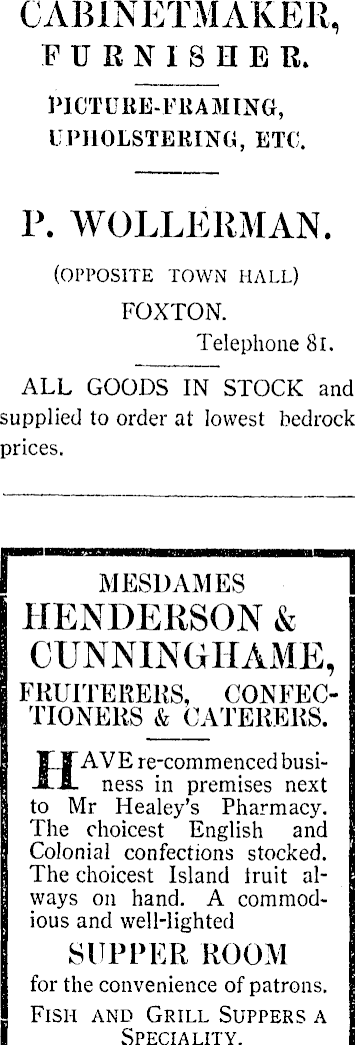 CABINETMAKER,
FURNISHER.
PICTURE-FRAMING,
UPHOLSTERING, ETC.
P. WOLLERMAN.
(OPPOSITE TOWN HALL)
FOXTON.
Telephone 81.
ALL GOODS IN STOCK and
supplied to order at lowest bedrock
prices.
MESDAMES
HENDERSON &
CUNNINGHAME,
FRUITERERS, CONFEC-
TIONERS & CATERERS.
HAVE re-commenced busi-
ness in premises next
to Mr Healey's Pharmacy.
The choicest English and
Colonial confections stocked.
The choicest Island fruit al-
ways on hand. A commod-
ious and well-lighted
SUPPER ROOM
for the convenience of patrons.
FISH AND GRILL SUPPERS A
SPECIALITY.